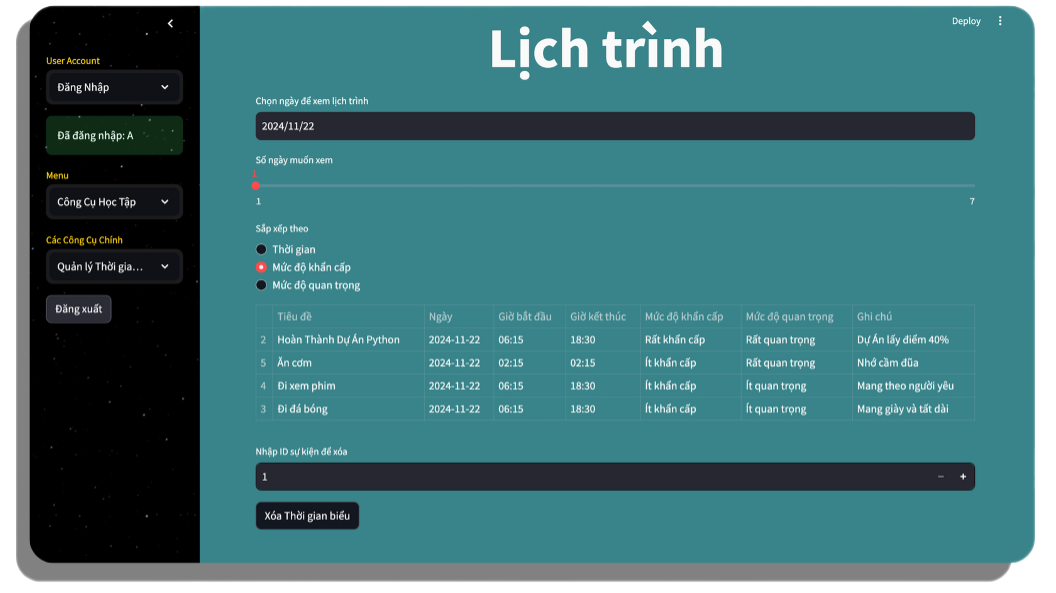 Deploy
Lịch trình
User Account
Đăng Nhập
Đã đăng nhập: A
Menu
Công Cụ Học Tập
Các Công Cụ Chính
Quản lý Thời gia...
Đăng xuất
Chọn ngày để xem lịch trình
2024/11/22
Số ngày muốn xem
1
1 7
Sắp xếp theo
Thời gian
Mức độ khẩn cấp
Mức độ quan trọng
Tiêu đề Ngày Giờ bắt đầu Giờ kết thúc Mức độ khẩn cấp Mức độ quan trọng Ghi chú
2 Hoàn Thành Dự Án Python 2024-11-22 06:15 18:30 Rất khẩn cấp Rất quan trọng Dự Án lấy điểm 40%
5 Ăn cơm 2024-11-22 02:15 02:15 Ít khẩn cấp Rất quan trọng Nhớ cầm đũa
4 Đi xem phim 2024-11-22 06:15 18:30 Ít khẩn cấp Ít quan trọng Mang theo người yêu
3 Đi đá bóng 2024-11-22 06:15 18:30 Ít khẩn cấp Ít quan trọng Mang giày và tất dài
Nhập ID sự kiện để xóa
1
Xóa Thời gian biểu